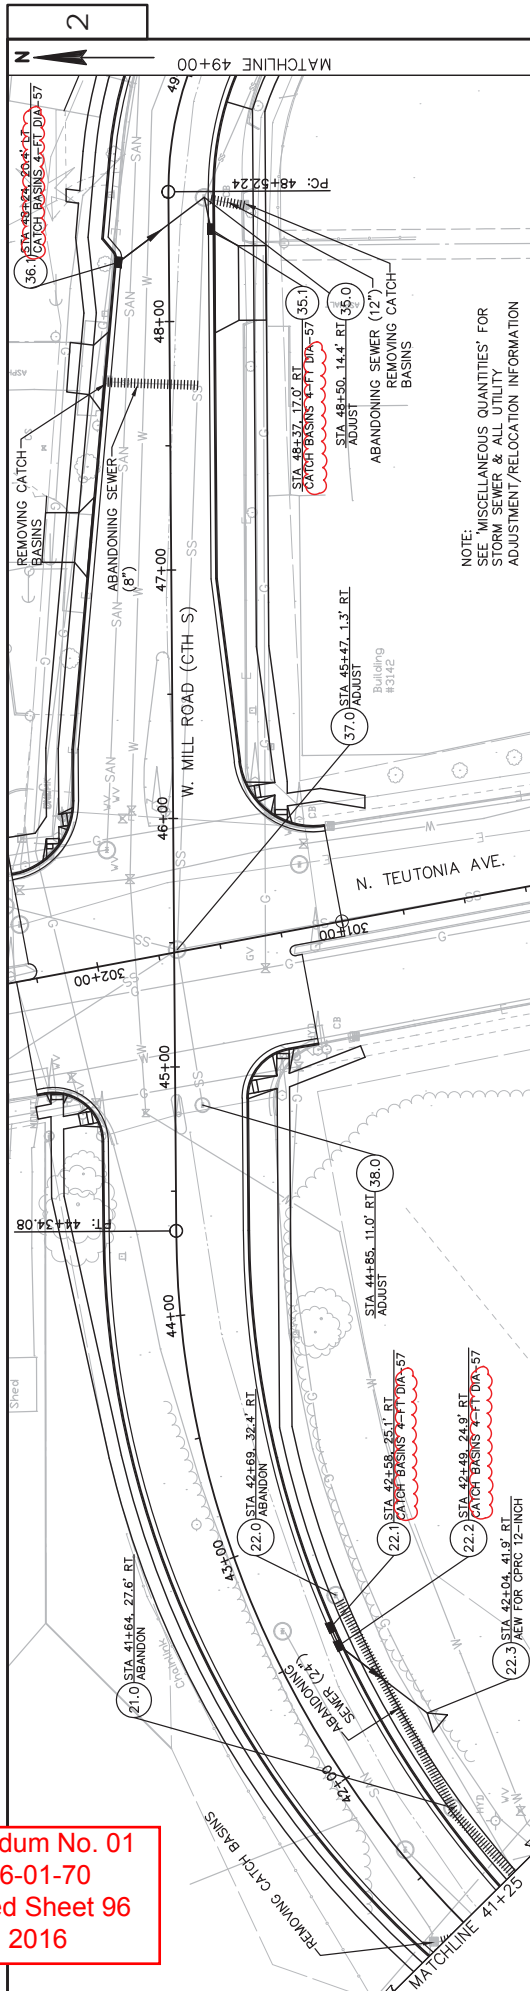 2
N
MATCHLINE 49+00
49
36.1
STA 48+24, 20.4' LT
CATCH BASINS 4-FT DIA-57
PC: 48+52.24
SAN
W
SS
48+00
35.1
STA 48+37, 17.0' RT
CATCH BASINS 4-FT DIA-57
35.0
STA 48+50, 14.4' RT
ADJUST
ABANDONING SEWER (12")
REMOVING CATCH
BASINS
REMOVING CATCH
BASINS
ABANDONING SEWER
(8")
NOTE:
SEE 'MISCELLANEOUS QUANTITIES' FOR
STORM SEWER & ALL UTILITY
ADJUSTMENT/RELOCATION INFORMATION
47+00
W. MILL ROAD (CTH S)
37.0
STA 45+47, 1.3' RT
ADJUST
Building
#3142
46+00
N. TEUTONIA AVE.
301+00
302+00
GV
CB
WV
HYD
45+00
38.0
STA 44+85, 11.0' RT
ADJUST
PT: 44+34.08
44+00
Shed
22.0
STA 42+69, 32.4' RT
ABANDON
22.1
STA 42+58, 25.1' RT
CATCH BASINS 4-FT DIA-57
22.2
STA 42+49, 24.9' RT
CATCH BASINS 4-FT DIA-57
22.3
STA 42+04, 41.9' RT
AEW FOR CPRC 12-INCH
43+00
21.0
STA 41+64, 27.6' RT
ABANDON
Chainlink
ABANDONING
SEWER (24")
42+00
REMOVING CATCH BASINS
MATCHLINE 41+25
dum No. 01
6-01-70
ed Sheet 96
2016